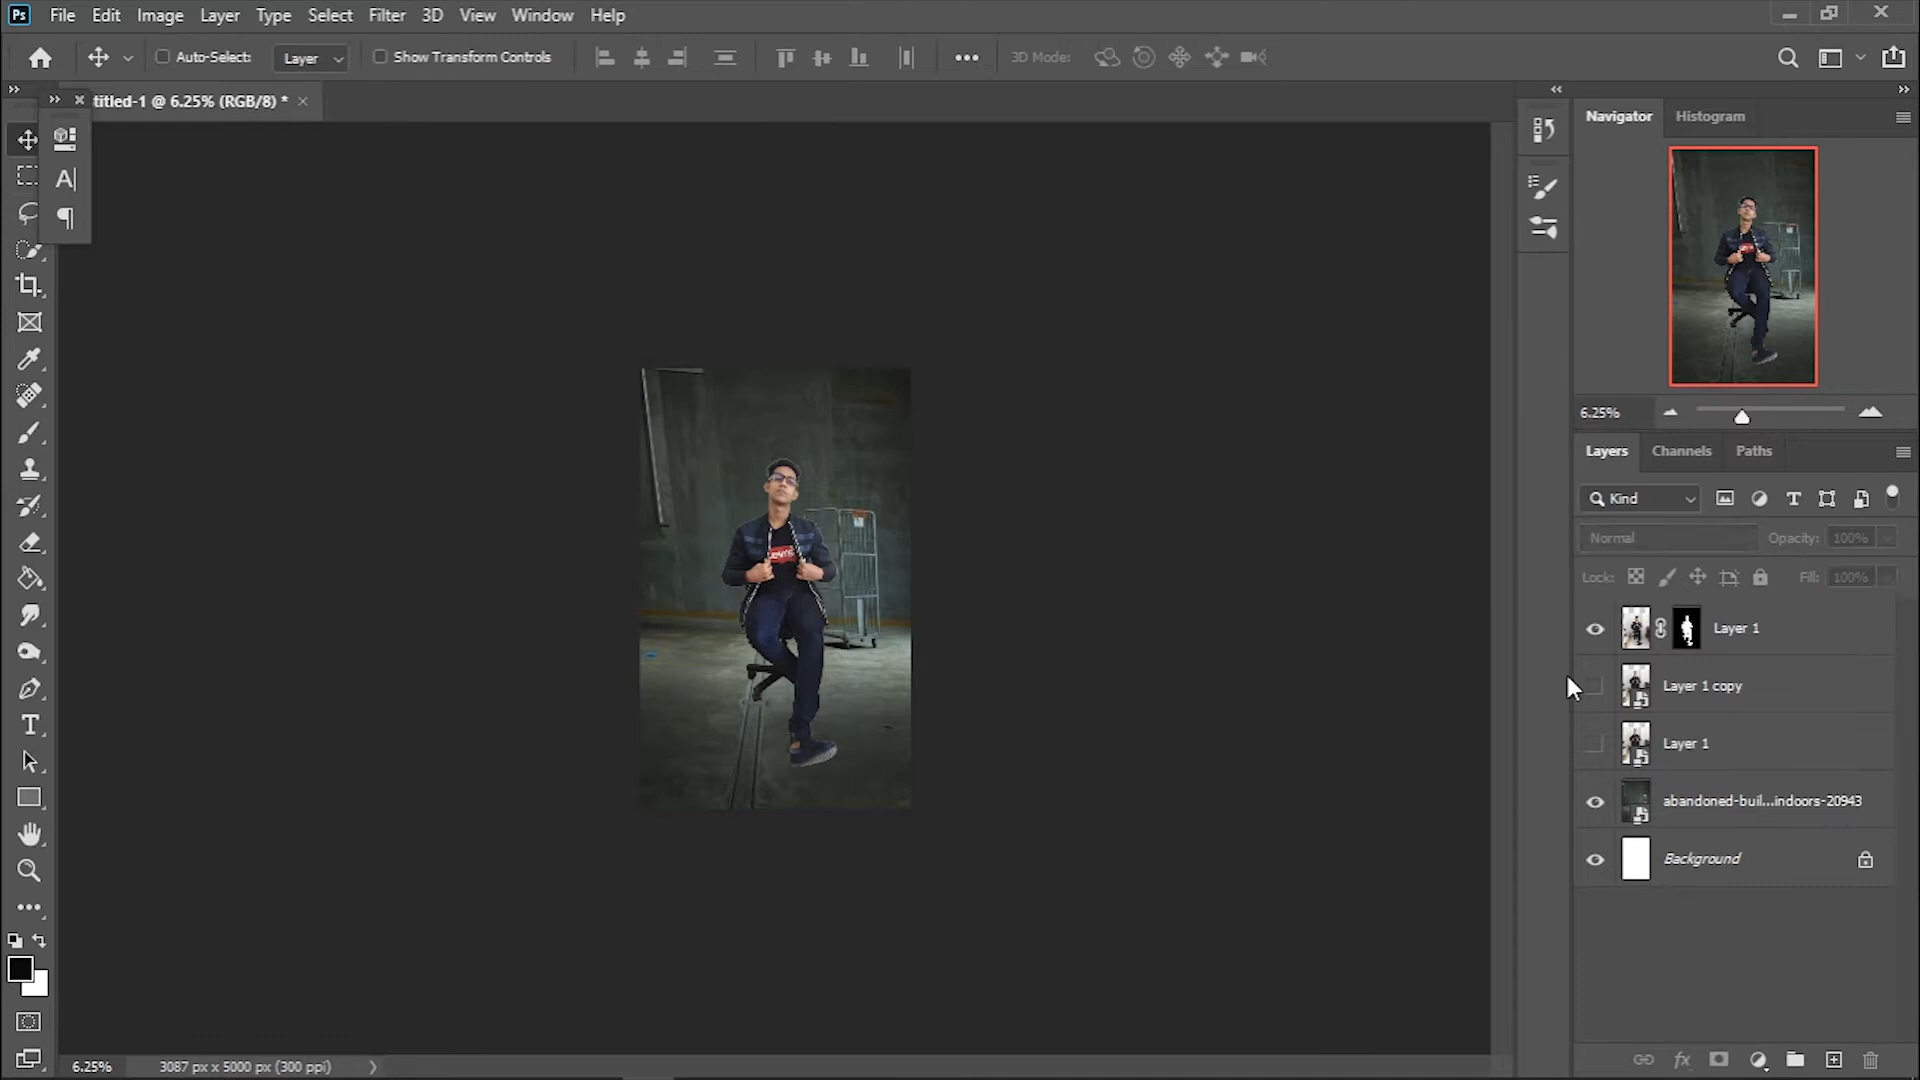 Ps File Edit Image Layer Type Select Filter 3D View Window Help
Auto-Select: Layer Show Transform Controls 3D Mode:
titled-1 @ 6.25% (RGB/8) *
Navigator Histogram
6.25%
Layers Channels Paths
Kind
Normal Opacity: 100%
Lock: Fill: 100%
Layer 1
Layer 1 copy
Layer 1
abandoned-buil...indoors-20943
Background
6.25% 3087 px x 5000 px (300 ppi)